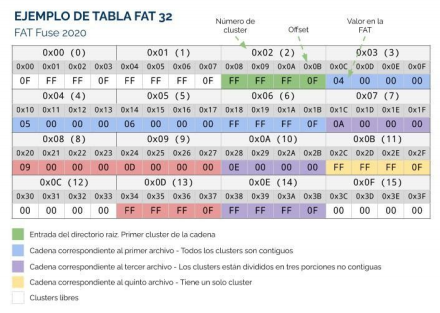 EJEMPLO DE TABLA FAT 32
FAT Fuse 2020
Número de cluster
Offset
Valor en la FAT
0x00 (0) 0x01 (1) 0x02 (2) 0x03 (3)
0x00 0x01 0x02 0x03 0x04 0x05 0x06 0x07 0x08 0x09 0x0A 0x0B 0x0C 0x0D 0x0E 0x0F
0F FF FF FF FF FF FF 0F FF FF FF 0F 04 00 00 00
0x04 (4) 0x05 (5) 0x06 (6) 0x07 (7)
0x10 0x11 0x12 0x13 0x14 0x15 0x16 0x17 0x18 0x19 0x1A 0x1B 0x1C 0x1D 0x1E 0x1F
05 00 00 00 06 00 00 00 FF FF FF 0F 0A 00 00 00
0x08 (8) 0x09 (9) 0x0A (10) 0x0B (11)
0x20 0x21 0x22 0x23 0x24 0x25 0x26 0x27 0x28 0x29 0x2A 0x2B 0x2C 0x2D 0x2E 0x2F
09 00 00 00 0D 00 00 00 0E 00 00 00 FF FF FF 0F
0x0C (12) 0x0D (13) 0x0E (14) 0x0F (15)
0x30 0x31 0x32 0x33 0x34 0x35 0x36 0x37 0x38 0x39 0x3A 0x3B 0x3C 0x3D 0x3E 0x3F
00 00 00 00 FF FF FF 0F FF FF FF 0F 00 00 00 00
Entrada del directorio raiz. Primer cluster de la cadena
Cadena correspondiente al primer archivo - Todos los clusters son contiguos
Cadena correspondiente al tercer archivo - Los clusters están divididos en tres porciones no contiguas
Cadena correspondiente al quinto archivo - Tiene un solo cluster
Clusters libres